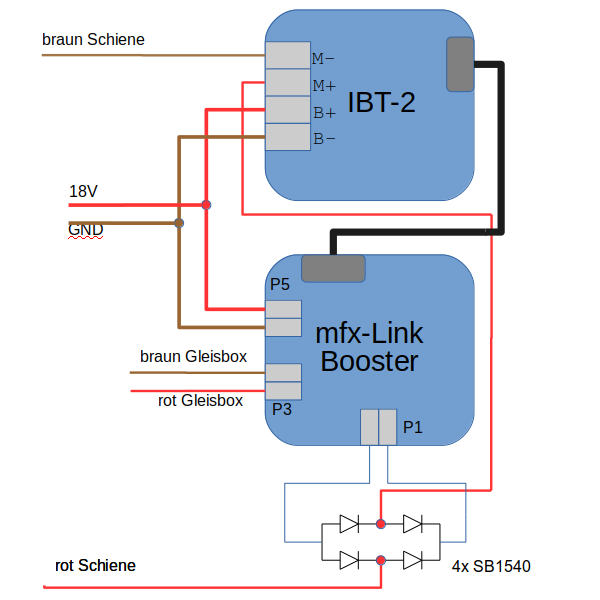 braun Schiene
M-
M+
IBT-2
B+
B-
18V
GND
P5
mfx-Link
Booster
braun Gleisbox
rot Gleisbox
P3
P1
rot Schiene
4x SB1540